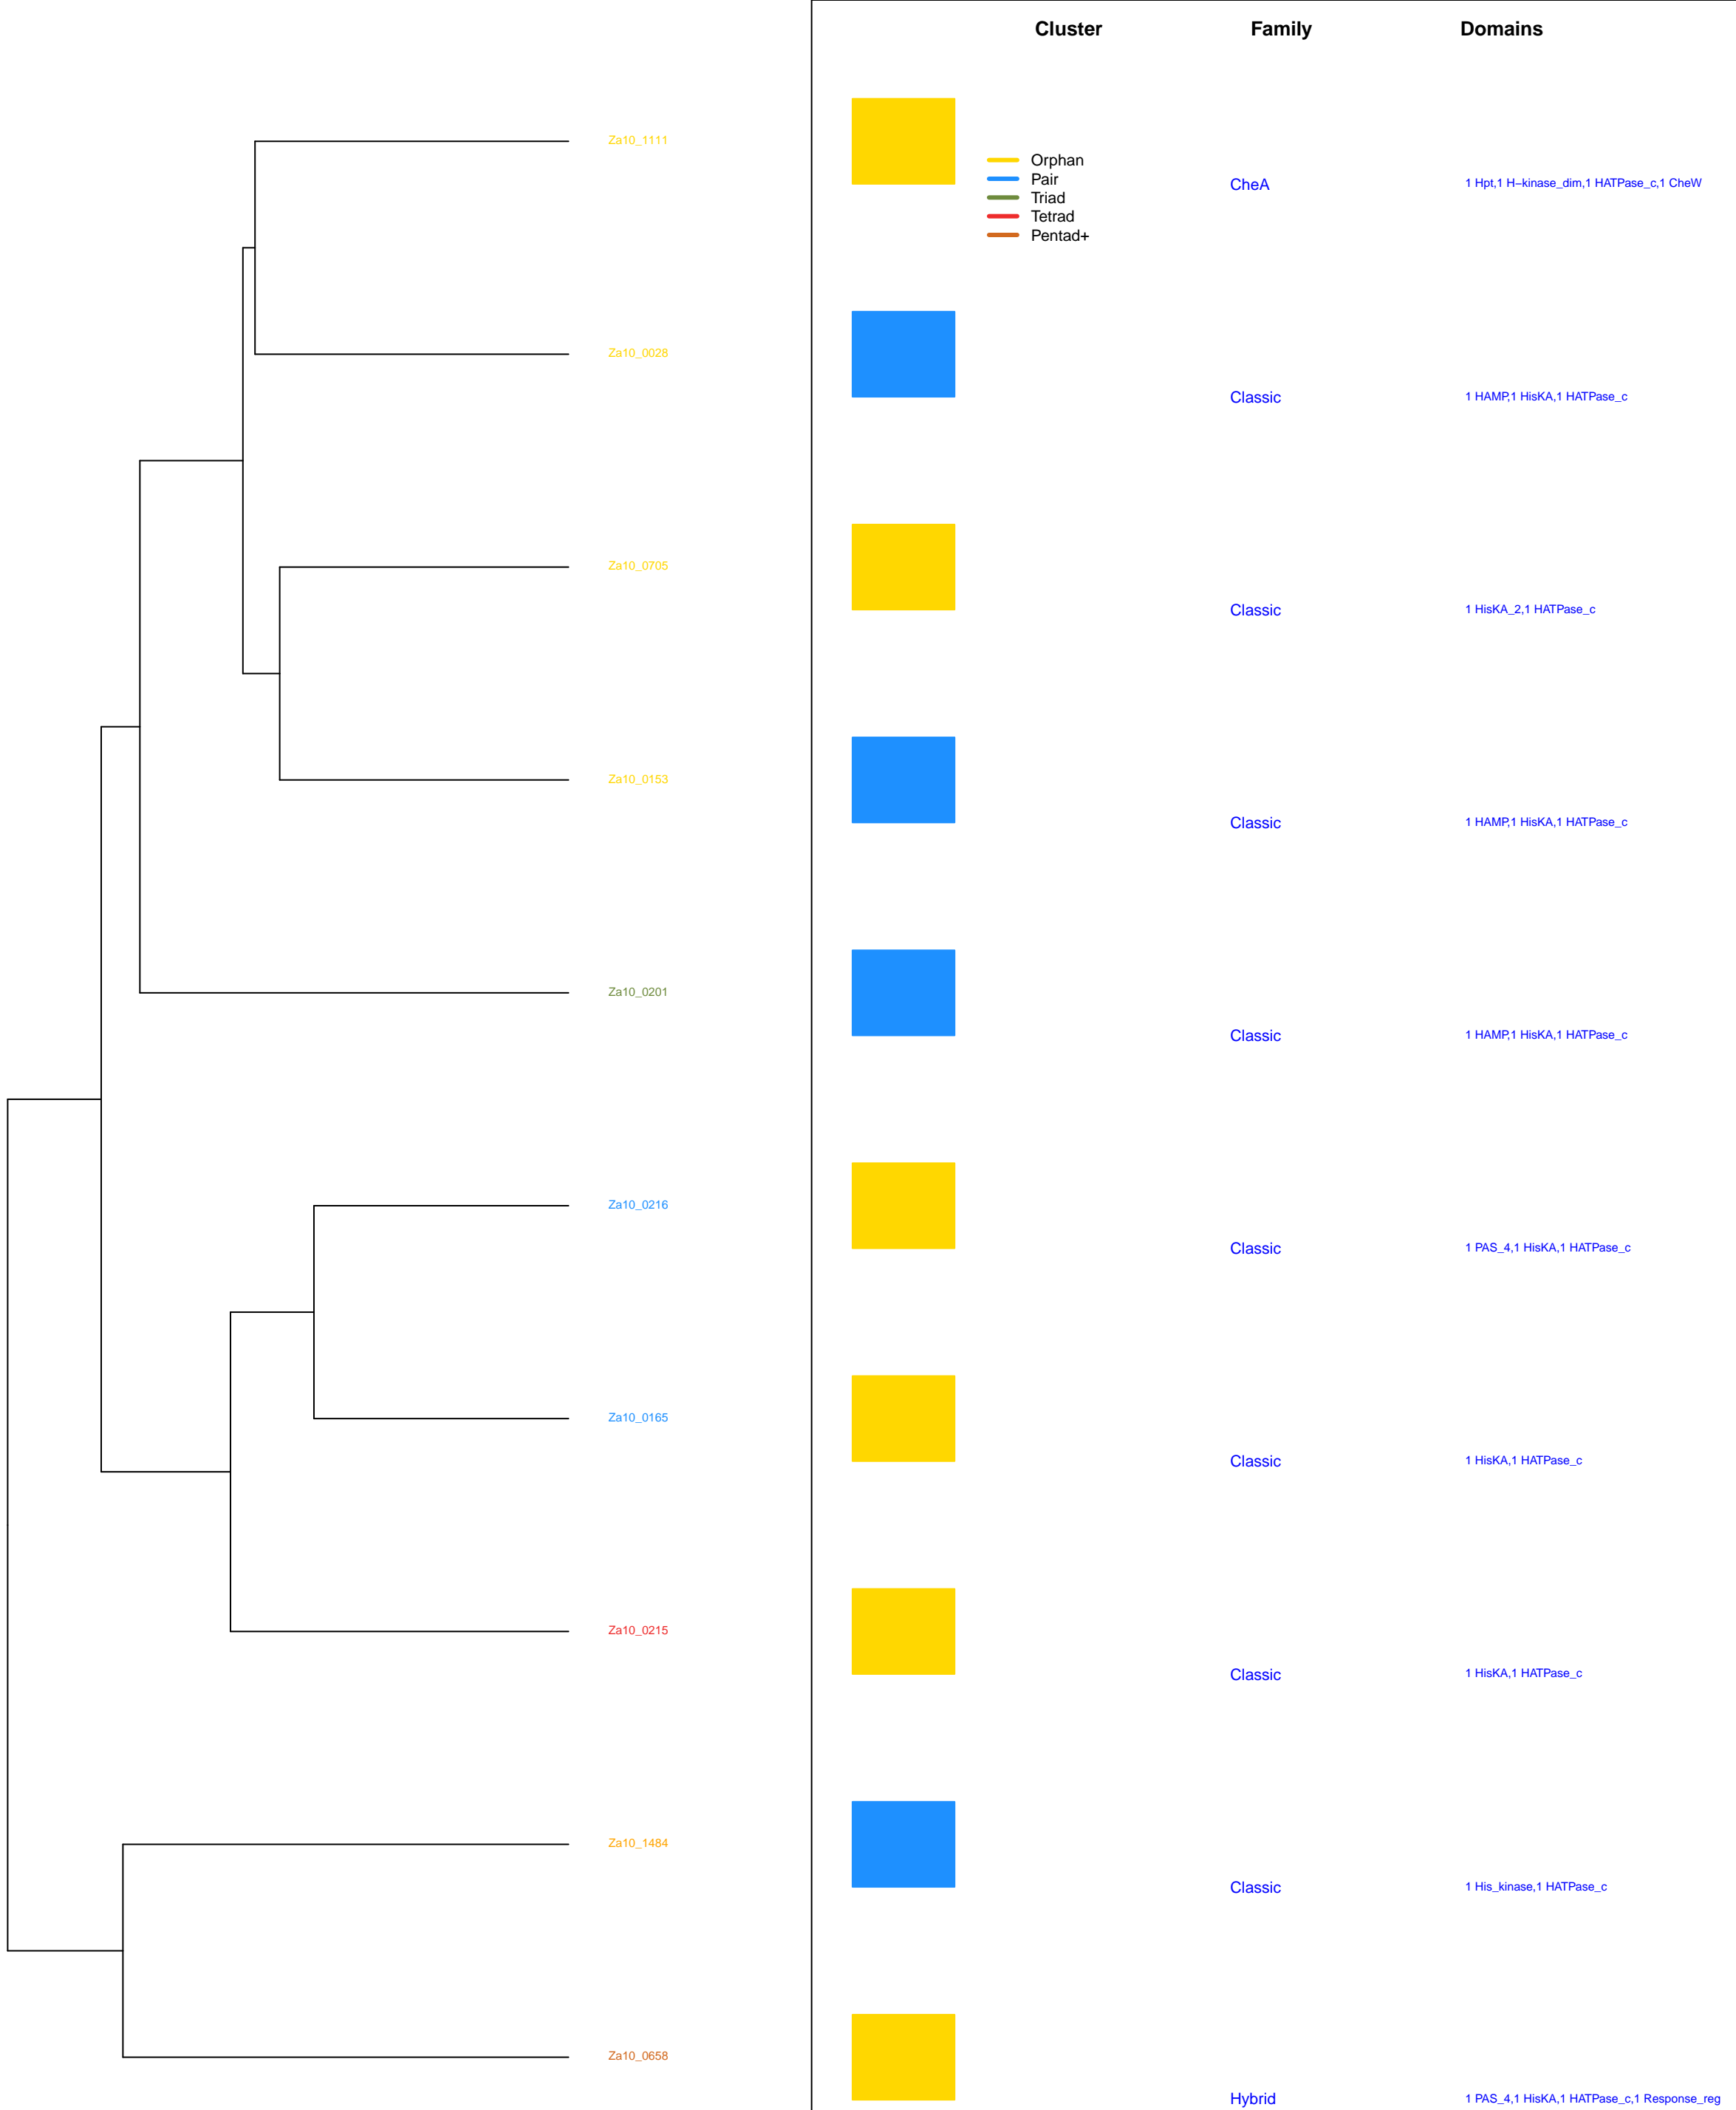 Cluster Family Domains
Za10_1111
Orphan
Pair
Triad
Tetrad
Pentad+
CheA 1 Hpt,1 H−kinase_dim,1 HATPase_c,1 CheW
Za10_0028
Classic 1 HAMP,1 HisKA,1 HATPase_c
Za10_0705
Classic 1 HisKA_2,1 HATPase_c
Za10_0153
Classic 1 HAMP,1 HisKA,1 HATPase_c
Za10_0201
Classic 1 HAMP,1 HisKA,1 HATPase_c
Za10_0216
Classic 1 PAS_4,1 HisKA,1 HATPase_c
Za10_0165
Classic 1 HisKA,1 HATPase_c
Za10_0215
Classic 1 HisKA,1 HATPase_c
Za10_1484
Classic 1 His_kinase,1 HATPase_c
Za10_0658
Hybrid 1 PAS_4,1 HisKA,1 HATPase_c,1 Response_reg